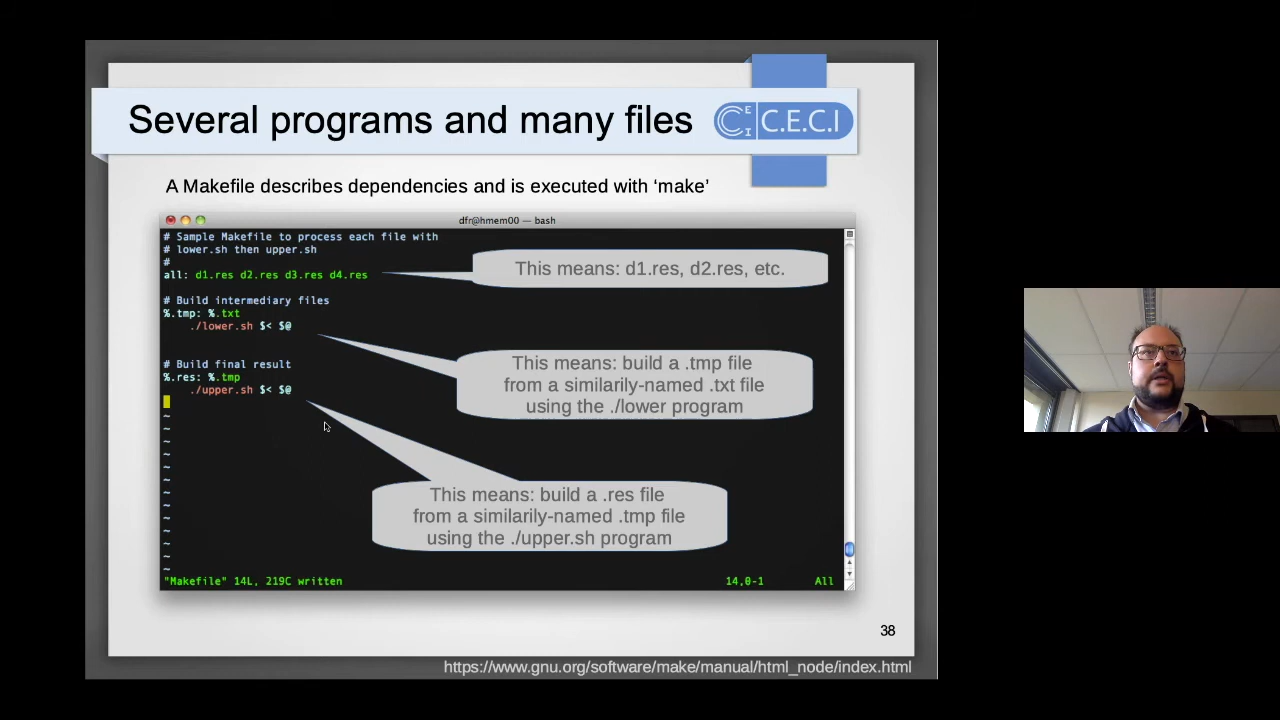 Several programs and many files
C E C I C.E.C.I
A Makefile describes dependencies and is executed with ‘make’
dfr@hmem00 — bash
# Sample Makefile to process each file with
# lower.sh then upper.sh
#
all: d1.res d2.res d3.res d4.res
This means: d1.res, d2.res, etc.
# Build intermediary files
%.tmp: %.txt
./lower.sh $< $@
This means: build a .tmp file
from a similarily-named .txt file
using the ./lower program
# Build final result
%.res: %.tmp
./upper.sh $< $@
~
~
~
~
~
~
~
~
~
~
~
~
~
This means: build a .res file
from a similarily-named .tmp file
using the ./upper.sh program
"Makefile" 14L, 219C written 14,0-1 All
38
https://www.gnu.org/software/make/manual/html_node/index.html